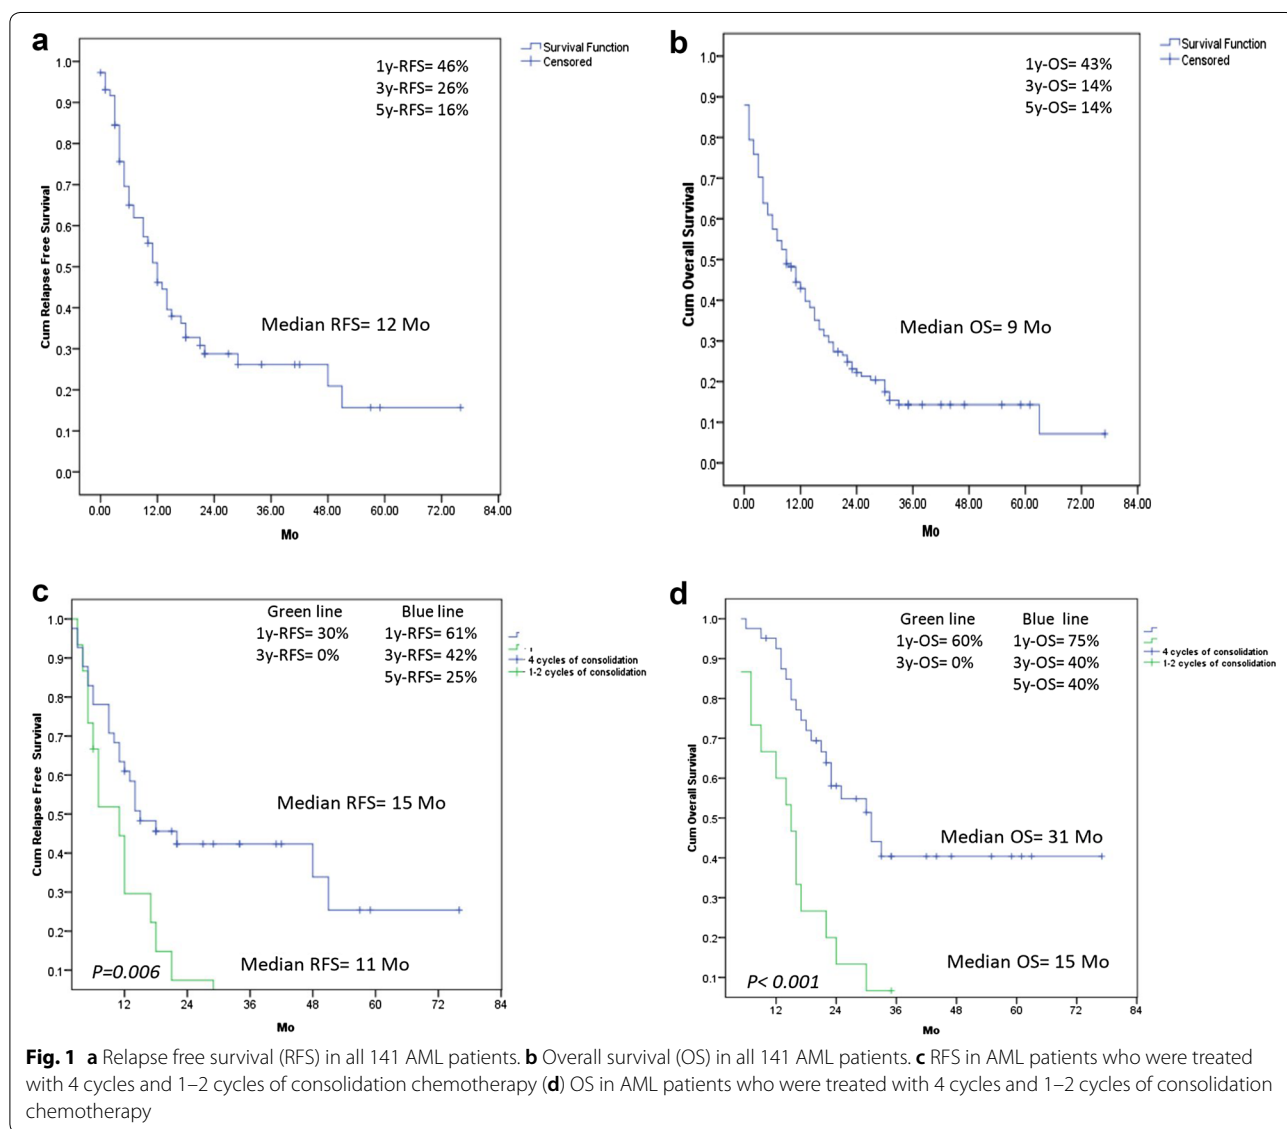 a
Survival Function
Censored
1y-RFS= 46%
3y-RFS= 26%
5y-RFS= 16%
1.0
0.9
0.8
0.7
0.6
0.5
0.4
0.3
0.2
0.1
0.0
Cum Relapse Free Survival
Median RFS= 12 Mo
0.00 12.00 24.00 36.00 48.00 60.00 72.00 84.00
Mo
b
Survival Function
Censored
1y-OS= 43%
3y-OS= 14%
5y-OS= 14%
1.0
0.9
0.8
0.7
0.6
0.5
0.4
0.3
0.2
0.1
0.0
Cum Overall Survival
Median OS= 9 Mo
0.00 12.00 24.00 36.00 48.00 60.00 72.00 84.00
Mo
c
Green line Blue line
1y-RFS= 30% 1y-RFS= 61%
3y-RFS= 0% 3y-RFS= 42%
5y-RFS= 25%
4 cycles of consolidation
1-2 cycles of consolidation
1.0
0.9
0.8
0.7
0.6
0.5
0.4
0.3
0.2
0.1
Cum Relapse Free Survival
Median RFS= 15 Mo
Median RFS= 11 Mo
P=0.006
12 24 36 48 60 72 84
Mo
d
Green line Blue line
1y-OS= 60% 1y-OS= 75%
3y-OS= 0% 3y-OS= 40%
5y-OS= 40%
4 cycles of consolidation
1-2 cycles of consolidation
1.0
0.9
0.8
0.7
0.6
0.5
0.4
0.3
0.2
0.1
Cum Overall Survival
Median OS= 31 Mo
Median OS= 15 Mo
P< 0.001
12 24 36 48 60 72 84
Mo
Fig. 1 a Relapse free survival (RFS) in all 141 AML patients. b Overall survival (OS) in all 141 AML patients. c RFS in AML patients who were treated
with 4 cycles and 1–2 cycles of consolidation chemotherapy (d) OS in AML patients who were treated with 4 cycles and 1–2 cycles of consolidation
chemotherapy